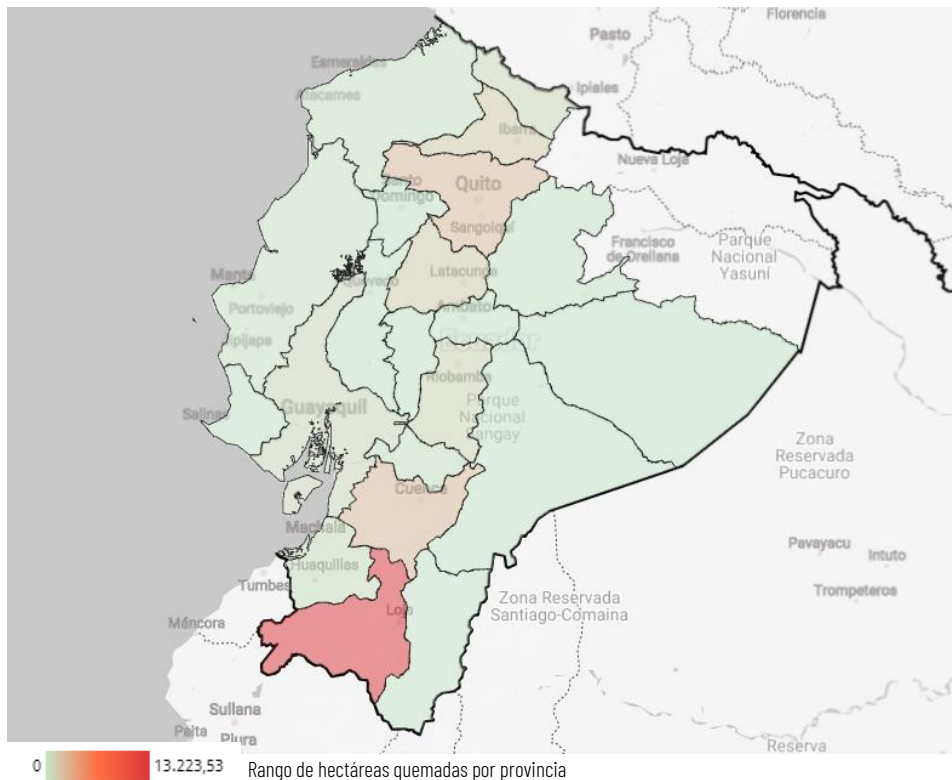 Florencia
Pasto
Esmeraldas
Atacames
Ipiales
Ibarra
Nueva Loja
Santo
Domingo
Quito
Sangolquí
Francisco
de Orellana
Parque
Nacional
Yasuní
Manta
Latacunga
Quevedo
Portoviejo
Ambato
Ecuador
Jipijapa
Riobamba
Salinas
Guayaquil
Parque
Nacional
Sangay
Zona
Reservada
Pucacuro
Cuenca
Machala
Huaquillas
Pavayacu
Intuto
Tumbes
Trompeteros
Zona Reservada
Santiago-Comaina
Loja
Máncora
Sullana
Paita
Piura
Reserva
0 13.223,53 Rango de hectáreas quemadas por provincia